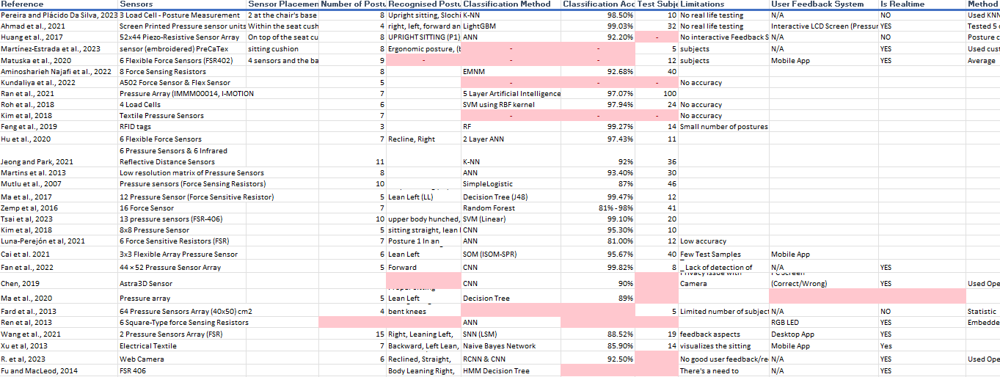 Reference Sensors Sensor Placemen Number of Postu Recognised Postu Classification Method Classification Acc Test Subje Limitations User Feedback System Is Realtime Method
Pereira and Plácido Da Silva, 2023 3 Load Cell - Posture Measurement 2 at the chair's base 8 Upright sitting, Slochi K-NN 98.50% 10 No real life testing N/A NO Used KNN
Ahmad et al., 2021 Screen Printed Pressure sensor units Within the seat cush 4 right, left, forward an LightGBM 99.03% 32 No real life testing Interactive LCD Screen (Pressur YES Tested 5 c
Huang et al., 2017 52x44 Piezo-Resistive Sensor Array On top of the seat cu 8 UPRIGHT SITTING (P1) ANN 92.20% - No interactive Feedback S N/A NO Posture c
Martínez-Estrada et al., 2023 sensor (embroidered) PreCaTex sitting cushion 8 Ergonomic posture, (b - - 5 subjects N/A YES Used cust
Matuska et al., 2020 6 Flexible Force Sensors (FSR402) 4 sensors and the ba 9 - - - 12 subjects Mobile App YES Average
Aminosharieh Najafi et al., 2022 8 Force Sensing Resistors 8 EMNM 92.68% 40
Kundaliya et al., 2022 A502 Force Sensor & Flex Sensor 5 - - - No accuracy
Ran et al., 2021 Pressure Array (IMMM00014, I-MOTION 7 5 Layer Artificial Intelligence 97.07% 100
Roh et al., 2018 4 Load Cells 6 SVM using RBF kernel 97.94% 24 No accuracy
Kim et al, 2018 Textile Pressure Sensors 7 - - - No accuracy
Feng et al., 2019 RFID tags 3 RF 99.27% 14 Small number of postures
Hu et al., 2020 6 Flexible Force Sensors 7 Recline, Right 2 Layer ANN 97.43% 11
6 Pressure Sensors & 6 Infrared
Jeong and Park, 2021 Reflective Distance Sensors 11 K-NN 92% 36
Martins et al. 2013 Low resolution matrix of Pressure Sensors 8 ANN 93.40% 30
Mutlu et al., 2007 Pressure sensors (Force Sensing Resistors) 10 SimpleLogistic 87% 46
Ma et al., 2017 12 Pressure Sensor (Force Sensitive Resistor) 5 Lean Left (LL) Decision Tree (J48) 99.47% 12
Zemp et al, 2016 16 Force Sensor 7 Random Forest 81% - 98% 41
Tsai et al, 2023 13 pressure sensors (FSR-406) 10 upper body hunched, SVM (Linear) 99.10% 20
Kim et al, 2018 8x8 Pressure Sensor 5 sitting straight, lean l CNN 95.30% 10
Luna-Perejón et al, 2021 6 Force Sensitive Resistors (FSR) 7 Posture 1 In an ANN 81.00% 12 Low accuracy
Cai et al. 2021 3x3 Flexible Array Pressure Sensor 6 Lean Left SOM (ISOM-SPR) 95.67% 40 Few Test Samples Mobile App
Fan et al., 2022 44 × 52 Pressure Sensor Array 5 Forward CNN 99.82% 8 _ Lack of detection of N/A YES
Privacy issue with PC Screen
Chen, 2019 Astra3D Sensor CNN 90% Camera (Correct/Wrong) YES Used Ope
Proper sitting
Ma et al., 2020 Pressure array 5 Lean Left Decision Tree 89%
Fard et al., 2013 64 Pressure Sensors Array (40x50) cm2 4 bent knees 5 Limited number of subject N/A NO Statistic
Ren et al, 2013 6 Square-Type force Sensing Resistors ANN RGB LED YES Embedde
Wang et al., 2021 2 Pressure Sensors Array (FSR) 15 Right, Leaning Left, SNN (LSM) 88.52% 19 feedback aspects Desktop App YES
Xu et al, 2013 Electrical Textile 7 Backward, Left Lean, Naive Bayes Network 85.90% 14 visualizes the sitting Mobile App Yes
R. et al., 2023 Web Camera 6 Reclined, Straight, RCNN & CNN 92.50% No good user feedback/re N/A YES Used Ope
Fu and MacLeod, 2014 FSR 406 Body Leaning Right, HMM Decision Tree There's a need to N/A YES